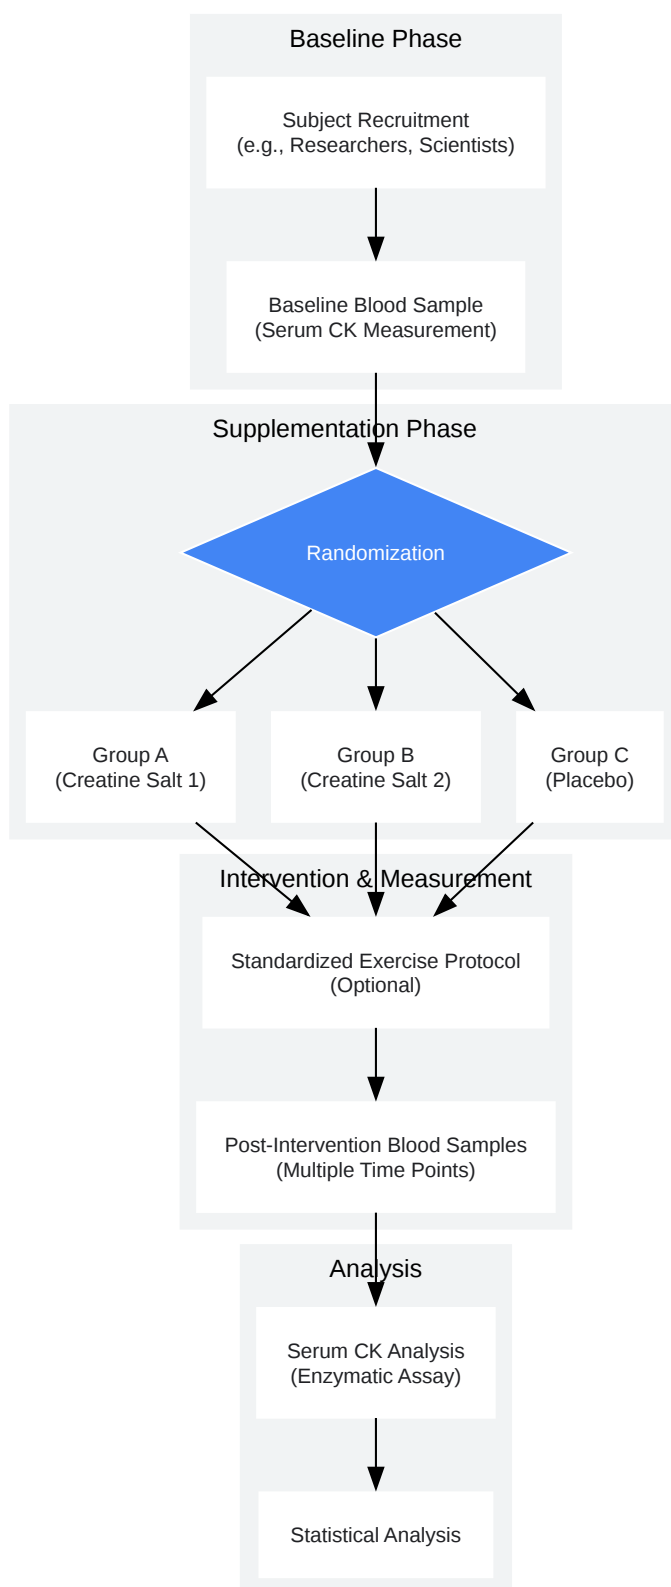 Baseline Phase
Subject Recruitment
(e.g., Researchers, Scientists)
Baseline Blood Sample
(Serum CK Measurement)
Supplementation Phase
Randomization
Group A
(Creatine Salt 1)
Group B
(Creatine Salt 2)
Group C
(Placebo)
Intervention & Measurement
Standardized Exercise Protocol
(Optional)
Post-Intervention Blood Samples
(Multiple Time Points)
Analysis
Serum CK Analysis
(Enzymatic Assay)
Statistical Analysis